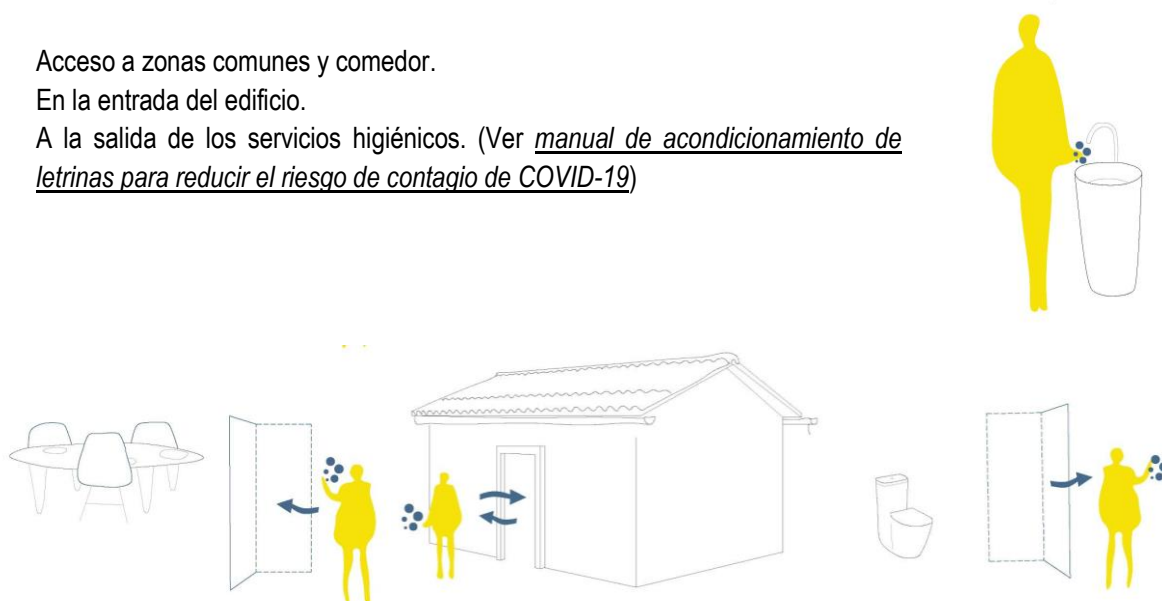 Acceso a zonas comunes y comedor.
En la entrada del edificio.
A la salida de los servicios higiénicos. (Ver manual de acondicionamiento de
letrinas para reducir el riesgo de contagio de COVID-19)